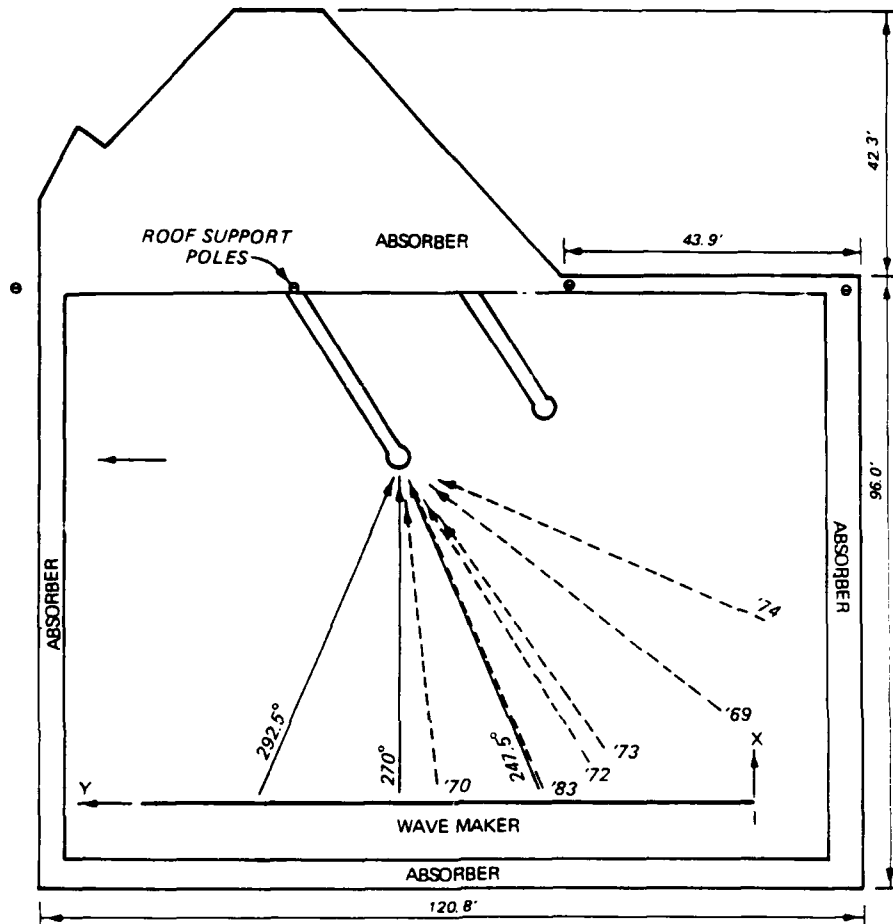 42.3'
ROOF SUPPORT
POLES
ABSORBER
43.9'
96.0'
ABSORBER
ABSORBER
'74
'69
X
292.5°
270°
'70
247.5°
'83
'72
'73
Y
WAVE MAKER
ABSORBER
120.8'